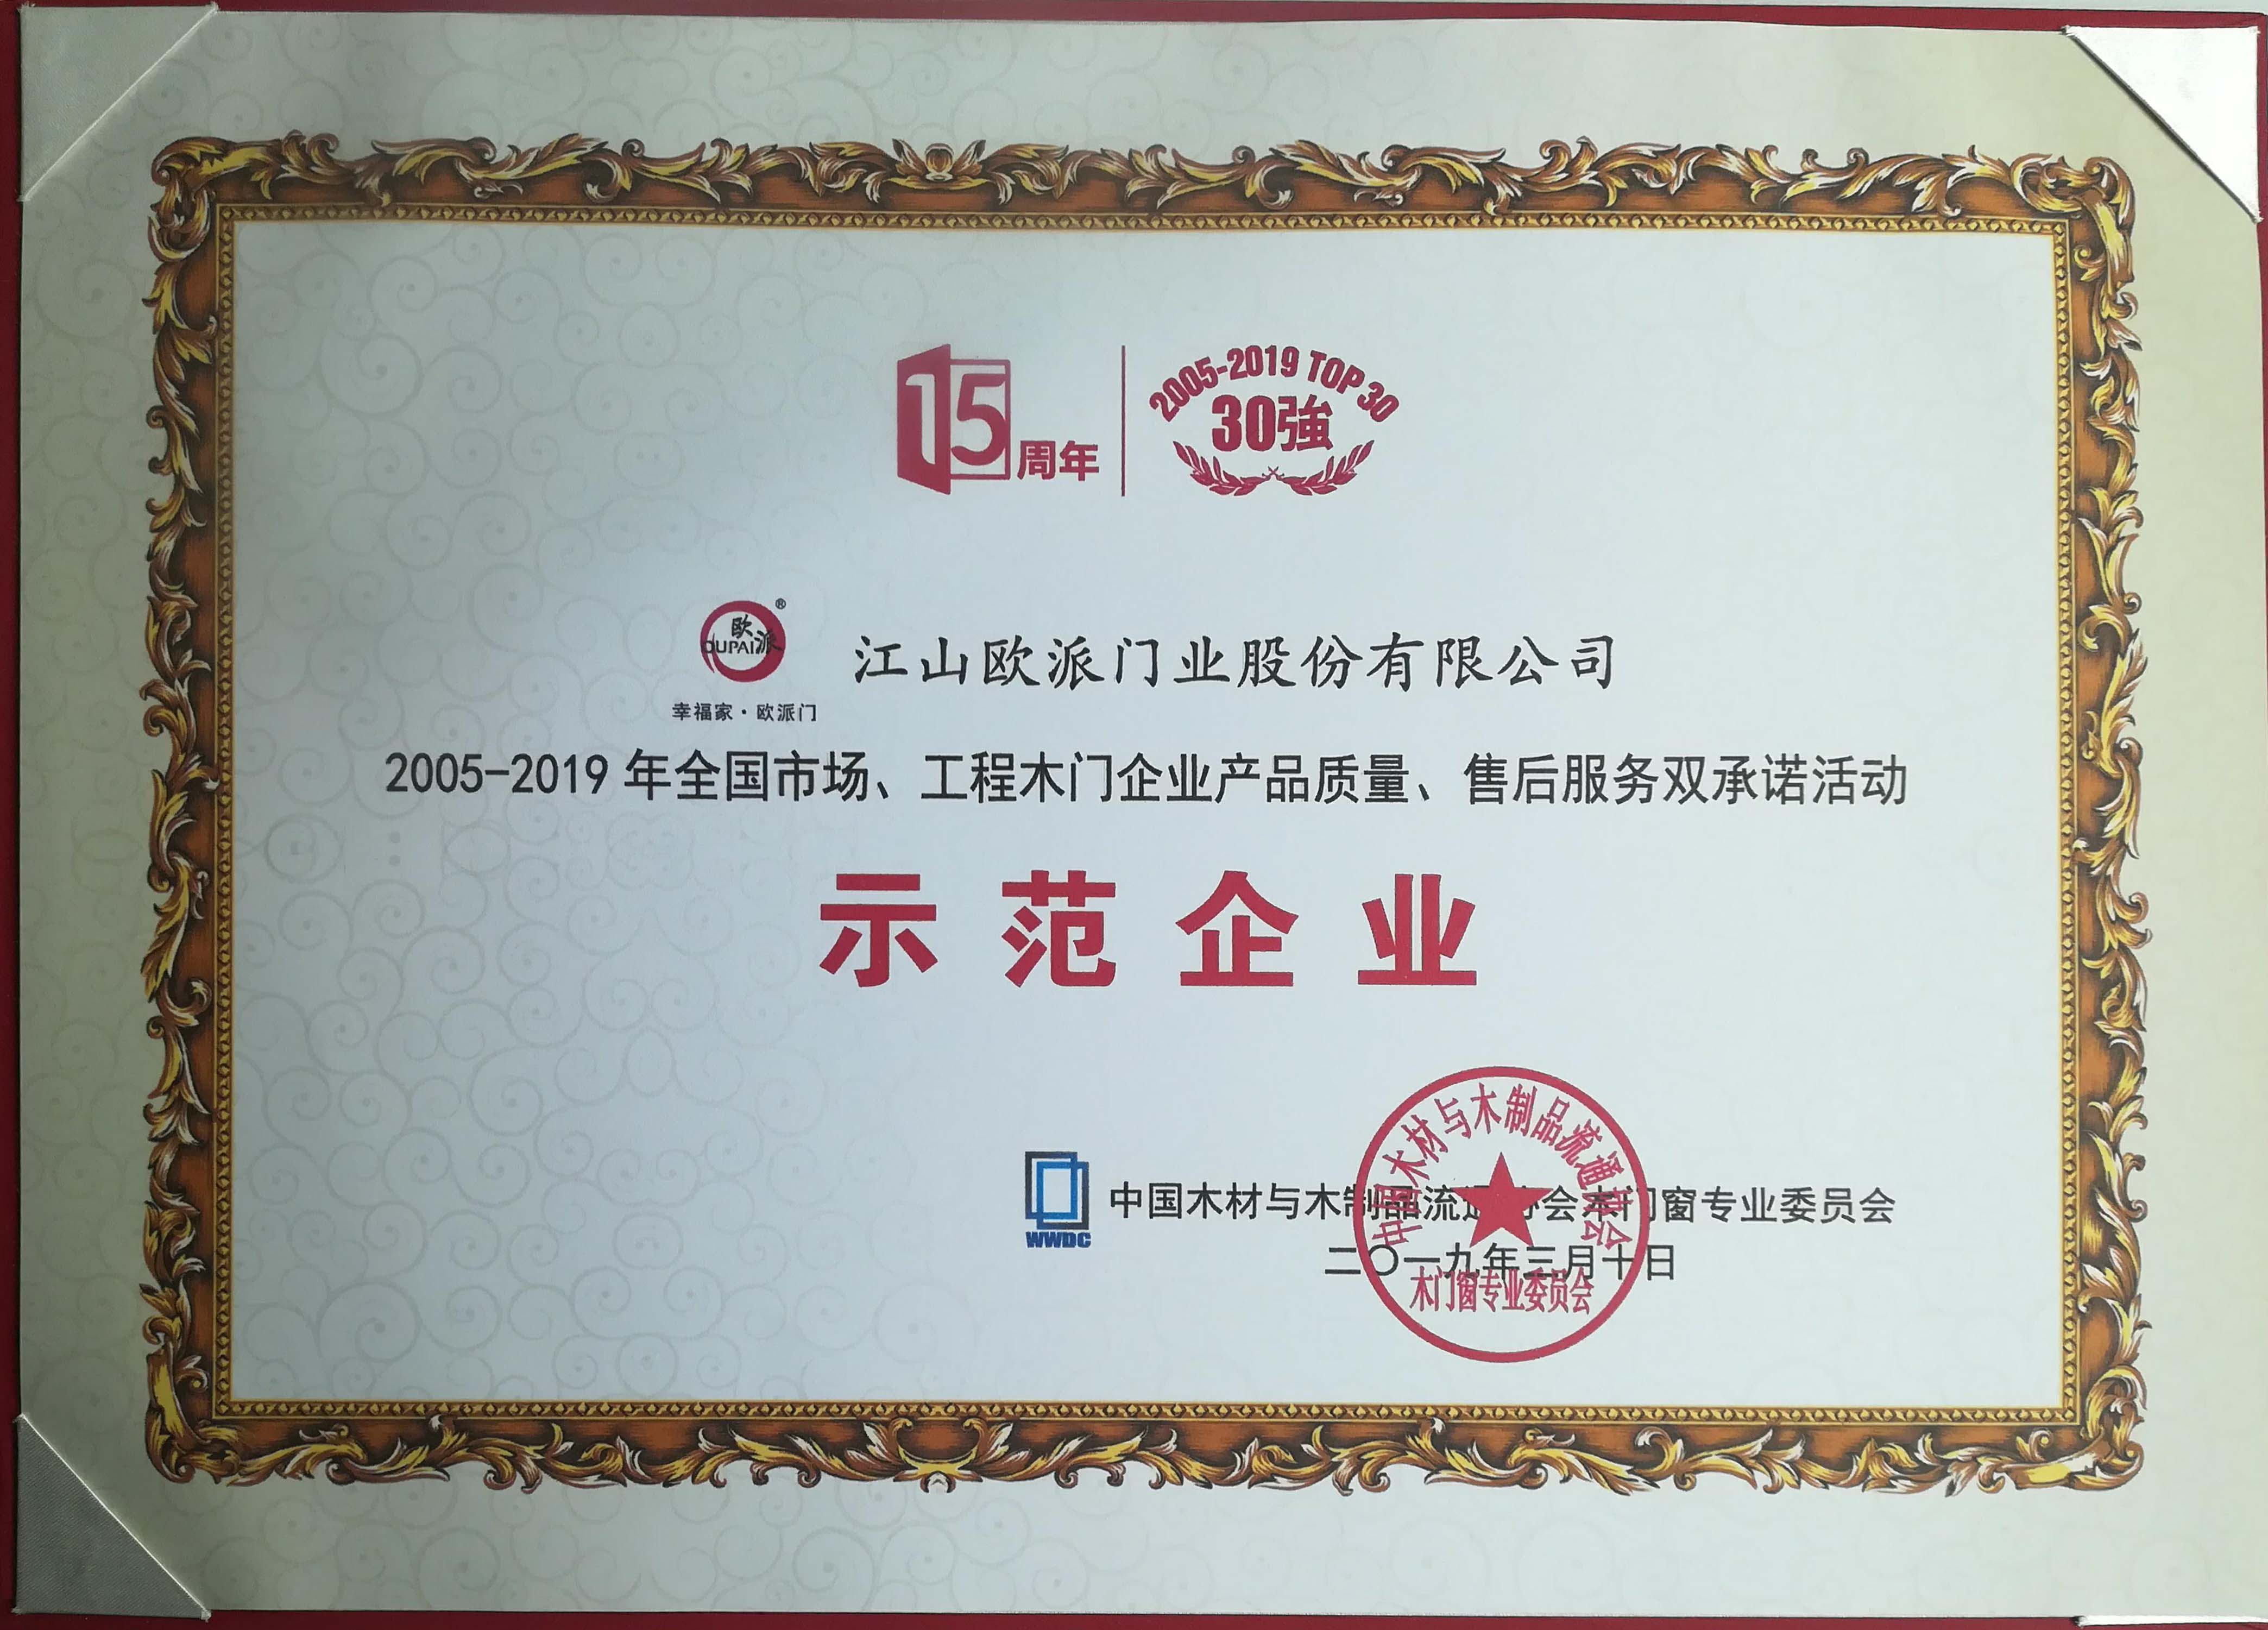 15周年
2005-2019 TOP 30
30強
欧派
OUPAI
®
幸福家·欧派门
江山欧派门业股份有限公司
2005-2019年全国市场、工程木门企业产品质量、售后服务双承诺活动
示范企业
WWDC
中国木材与木制品流通协会木门窗专业委员会
二〇一九年三月十日
中国木材与木制品流通协会
木门窗专业委员会